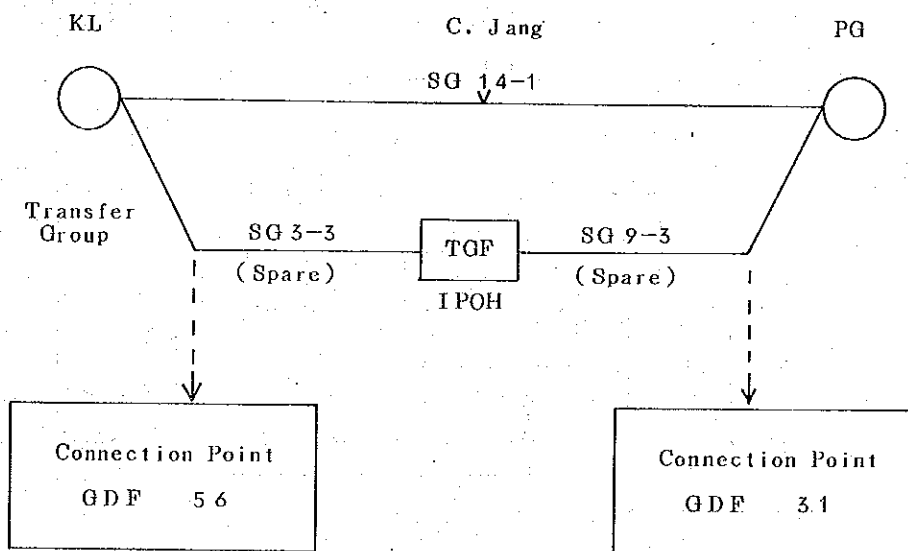 KL
C. Jang
PG
SG 14-1
Transfer
Group
SG 3-3
TGF
SG 9-3
(Spare)
(Spare)
IPOH
Connection Point
GDF 56
Connection Point
GDF 31